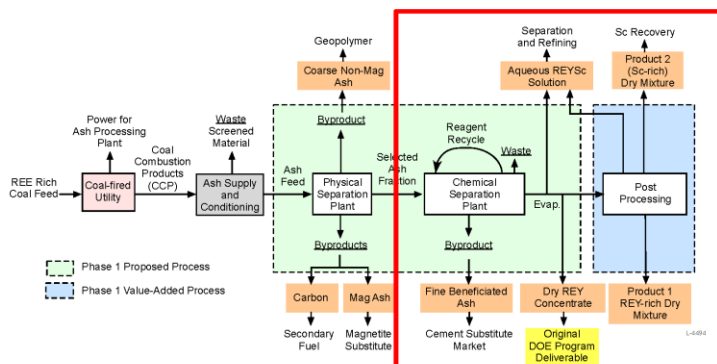 Geopolymer
Coarse Non-Mag
Ash
Separation
and Refining
Aqueous REYSc
Solution
Sc Recovery
Product 2
(Sc-rich)
Dry Mixture
Power for
Ash Processing
Plant
Waste
Screened
Material
Byproduct
Reagent
Recycle
Waste
Coal
Combustion
Products
(CCP)
Ash
Feed
Selected
Ash
Fraction
REE Rich
Coal Feed
Coal-fired
Utility
Ash Supply
and
Conditioning
Physical
Separation
Plant
Chemical
Separation
Plant
Evap.
Post
Processing
Byproducts
Byproduct
Phase 1 Proposed Process
Phase 1 Value-Added Process
Carbon
Mag Ash
Fine Beneficiated
Ash
Dry REY
Concentrate
Product 1
REY-rich Dry
Mixture
Secondary
Fuel
Magnetite
Substitute
Cement Substitute
Market
Original
DOE Program
Deliverable
L-4494